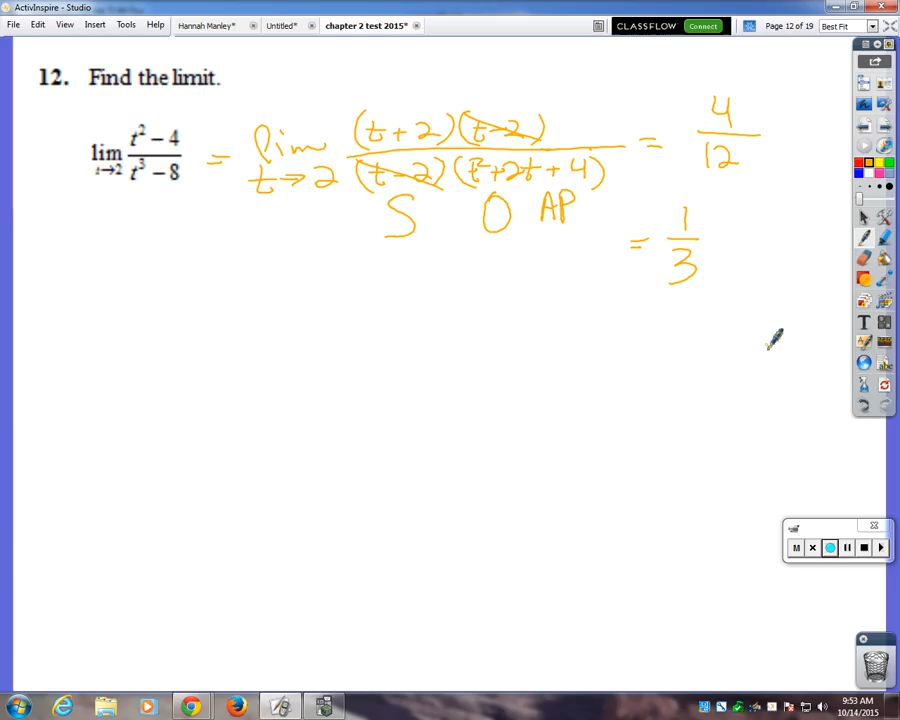 ActivInspire - Studio
File Edit View Insert Tools Help
Hannah Manley* Untitled* chapter 2 test 2015*
CLASSFLOW Connect
Page 12 of 19 Best Fit
12. Find the limit.
lim t→2 (t² − 4)/(t³ − 8) = lim t→2 (t + 2)(t − 2)/(t − 2)(t² + 2t + 4) = 4/12
S O AP
= 1/3
M
9:53 AM
10/14/2015